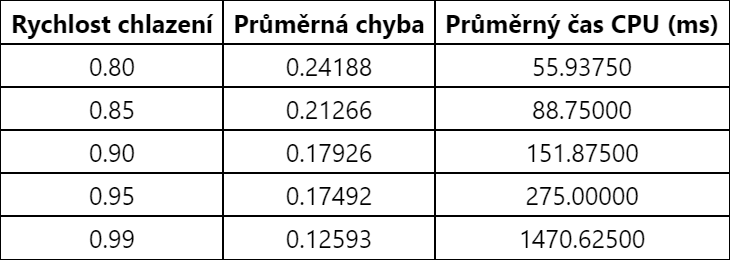 Rychlost chlazení Průměrná chyba Průměrný čas CPU (ms)
0.80 0.24188 55.93750
0.85 0.21266 88.75000
0.90 0.17926 151.87500
0.95 0.17492 275.00000
0.99 0.12593 1470.62500